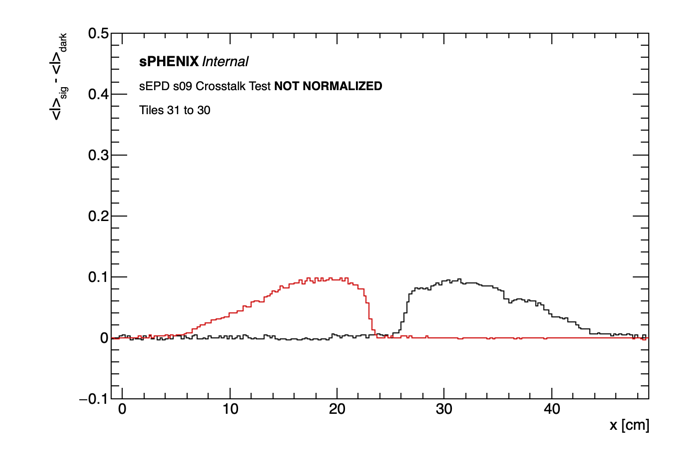 <|I|>sig - <|I|>dark
0.5
sPHENIX Internal
sEPD s09 Crosstalk Test NOT NORMALIZED
Tiles 31 to 30
0.4
0.3
0.2
0.1
0
−0.1
0 10 20 30 40
x [cm]